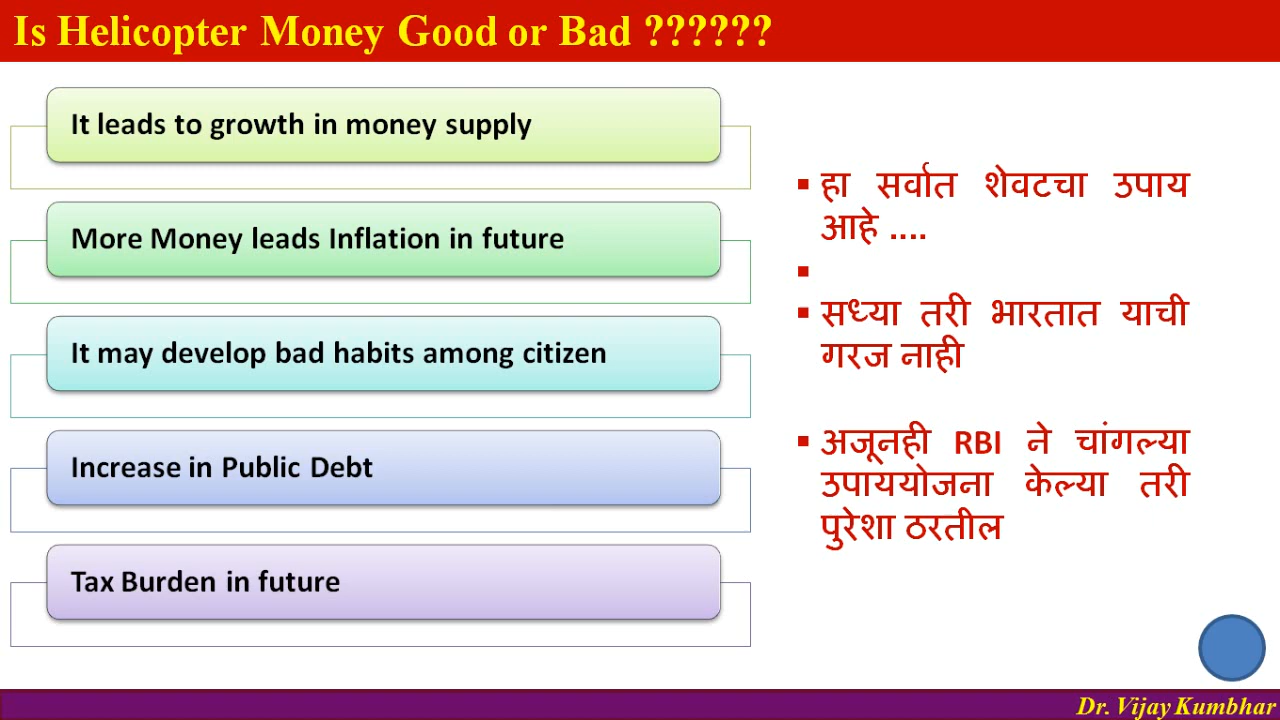 Is Helicopter Money Good or Bad ??????
It leads to growth in money supply
More Money leads Inflation in future
It may develop bad habits among citizen
Increase in Public Debt
Tax Burden in future
▪ हा सर्वात शेवटचा उपाय
आहे ....
▪
▪ सध्या तरी भारतात याची
गरज नाही
▪ अजूनही RBI ने चांगल्या
उपाययोजना केल्या तरी
पुरेशा ठरतील
Dr. Vijay Kumbhar